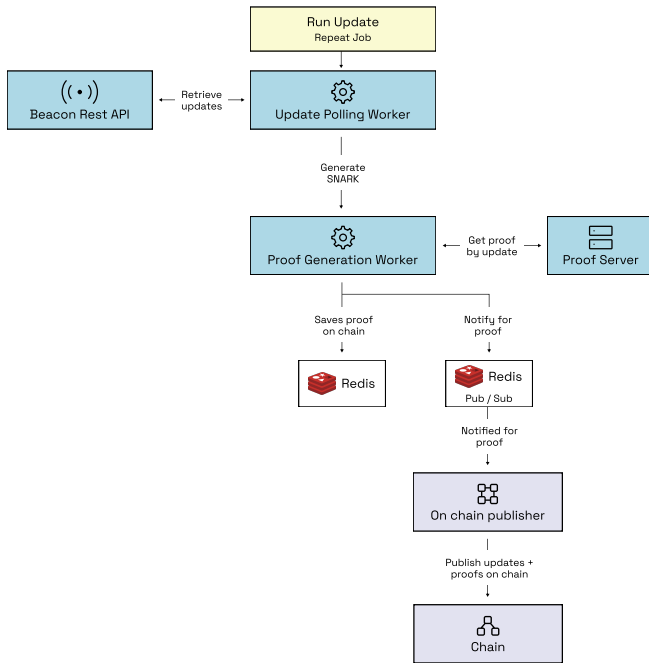 Run Update
Repeat Job
Beacon Rest API
Retrieve
updates
Update Polling Worker
Generate
SNARK
Proof Generation Worker
Get proof
by update
Proof Server
Saves proof
on chain
Notify for
proof
Redis
Redis
Pub / Sub
Notified for
proof
On chain publisher
Publish updates +
proofs on chain
Chain